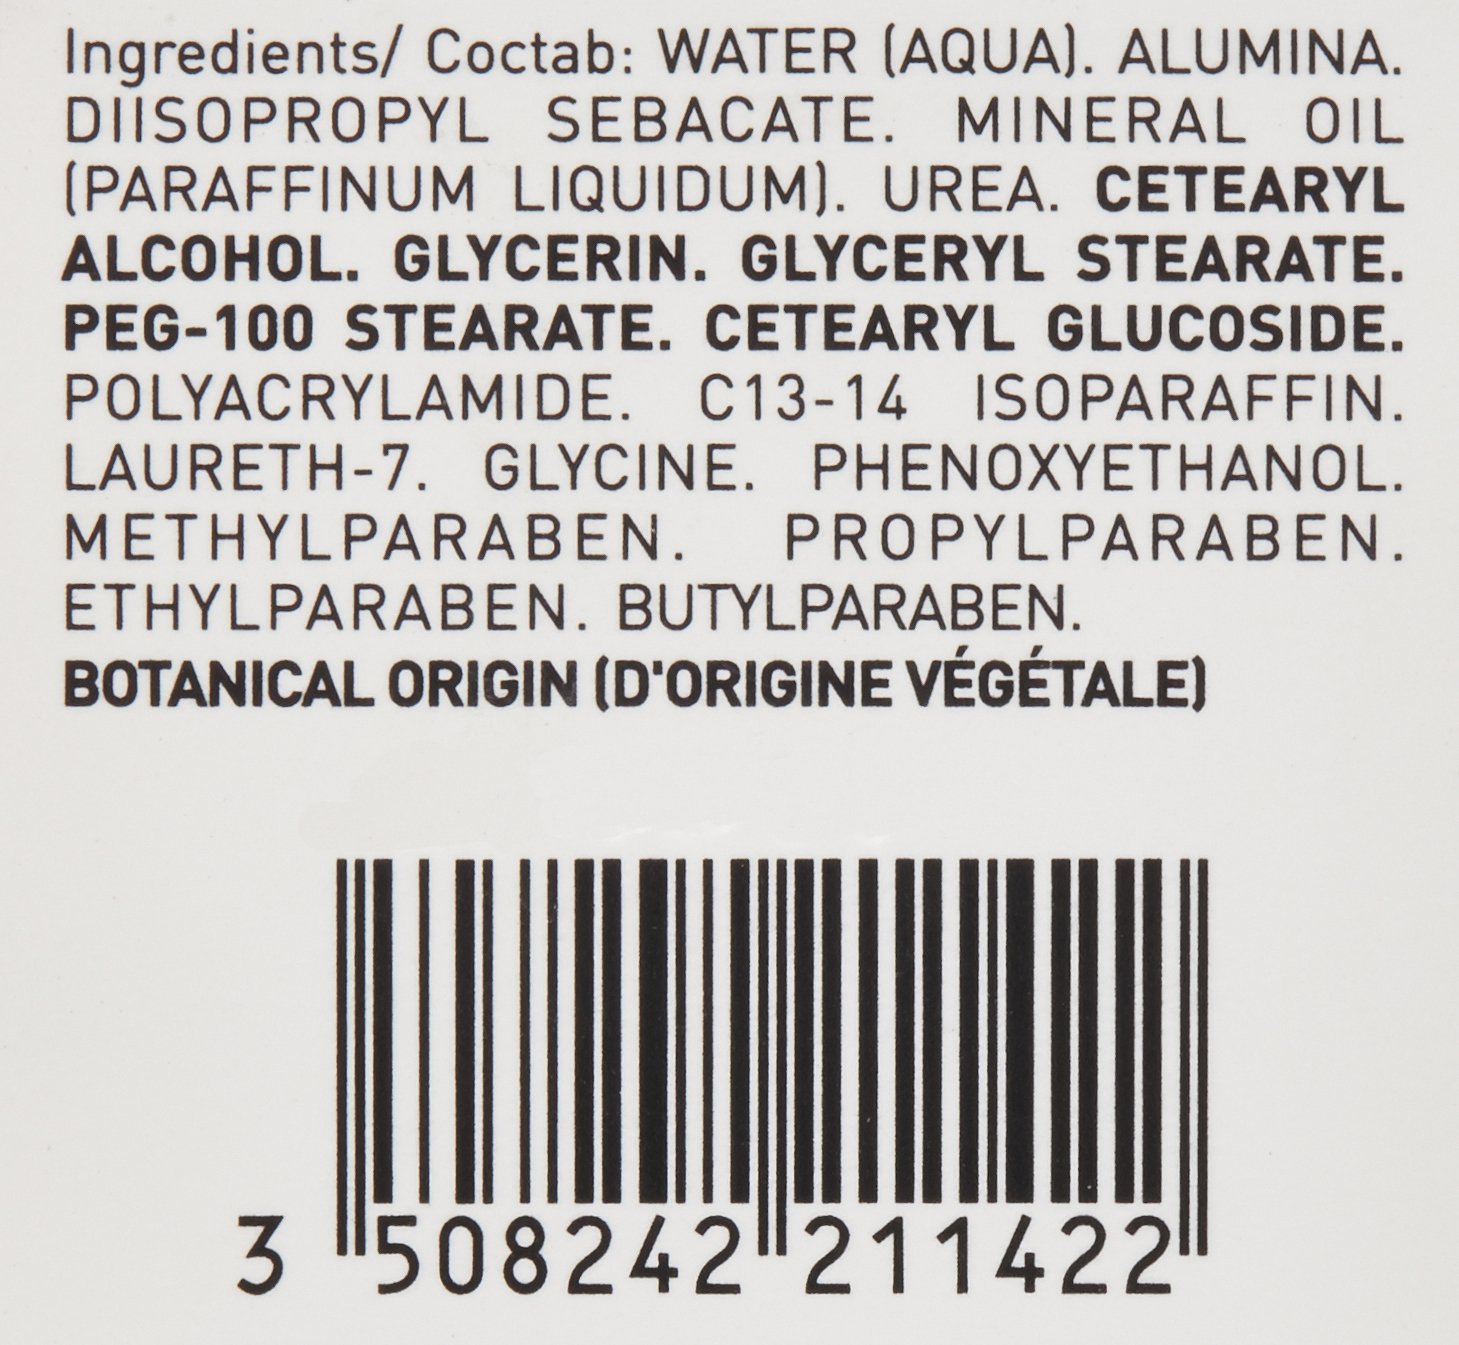 Ingredients/ Coctab: WATER (AQUA). ALUMINA.
DIISOPROPYL SEBACATE. MINERAL OIL
(PARAFFINUM LIQUIDUM). UREA. CETEARYL
ALCOHOL. GLYCERIN. GLYCERYL STEARATE.
PEG-100 STEARATE. CETEARYL GLUCOSIDE.
POLYACRYLAMIDE. C13-14 ISOPARAFFIN.
LAURETH-7. GLYCINE. PHENOXYETHANOL.
METHYLPARABEN. PROPYLPARABEN.
ETHYLPARABEN. BUTYLPARABEN.
BOTANICAL ORIGIN (D'ORIGINE VÉGÉTALE)
3 508242 211422